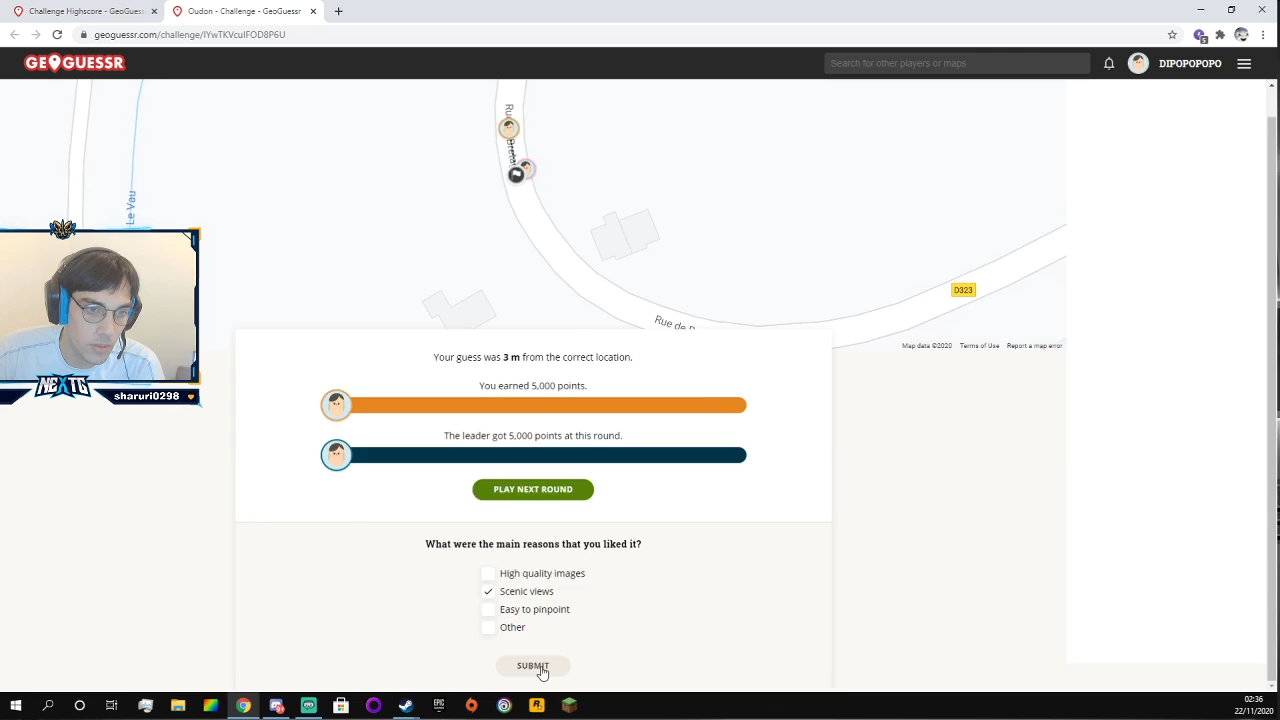 Challenge Highscore - GeoGuess
Oudon - Challenge - GeoGuessr
geoguessr.com/challenge/IYwTKVcuIFOD8P6U
5
GEOGUESSR
Search for other players or maps
DIPOPOPOPO
Le Vau
D323
Rue de
Map data ©2020 Terms of Use Report a map error
NEXTG
sharuri0298
Your guess was 3 m from the correct location.
You earned 5,000 points.
The leader got 5,000 points at this round.
PLAY NEXT ROUND
What were the main reasons that you liked it?
High quality images
Scenic views
Easy to pinpoint
Other
SUBMIT
EPIC
02:36
22/11/2020